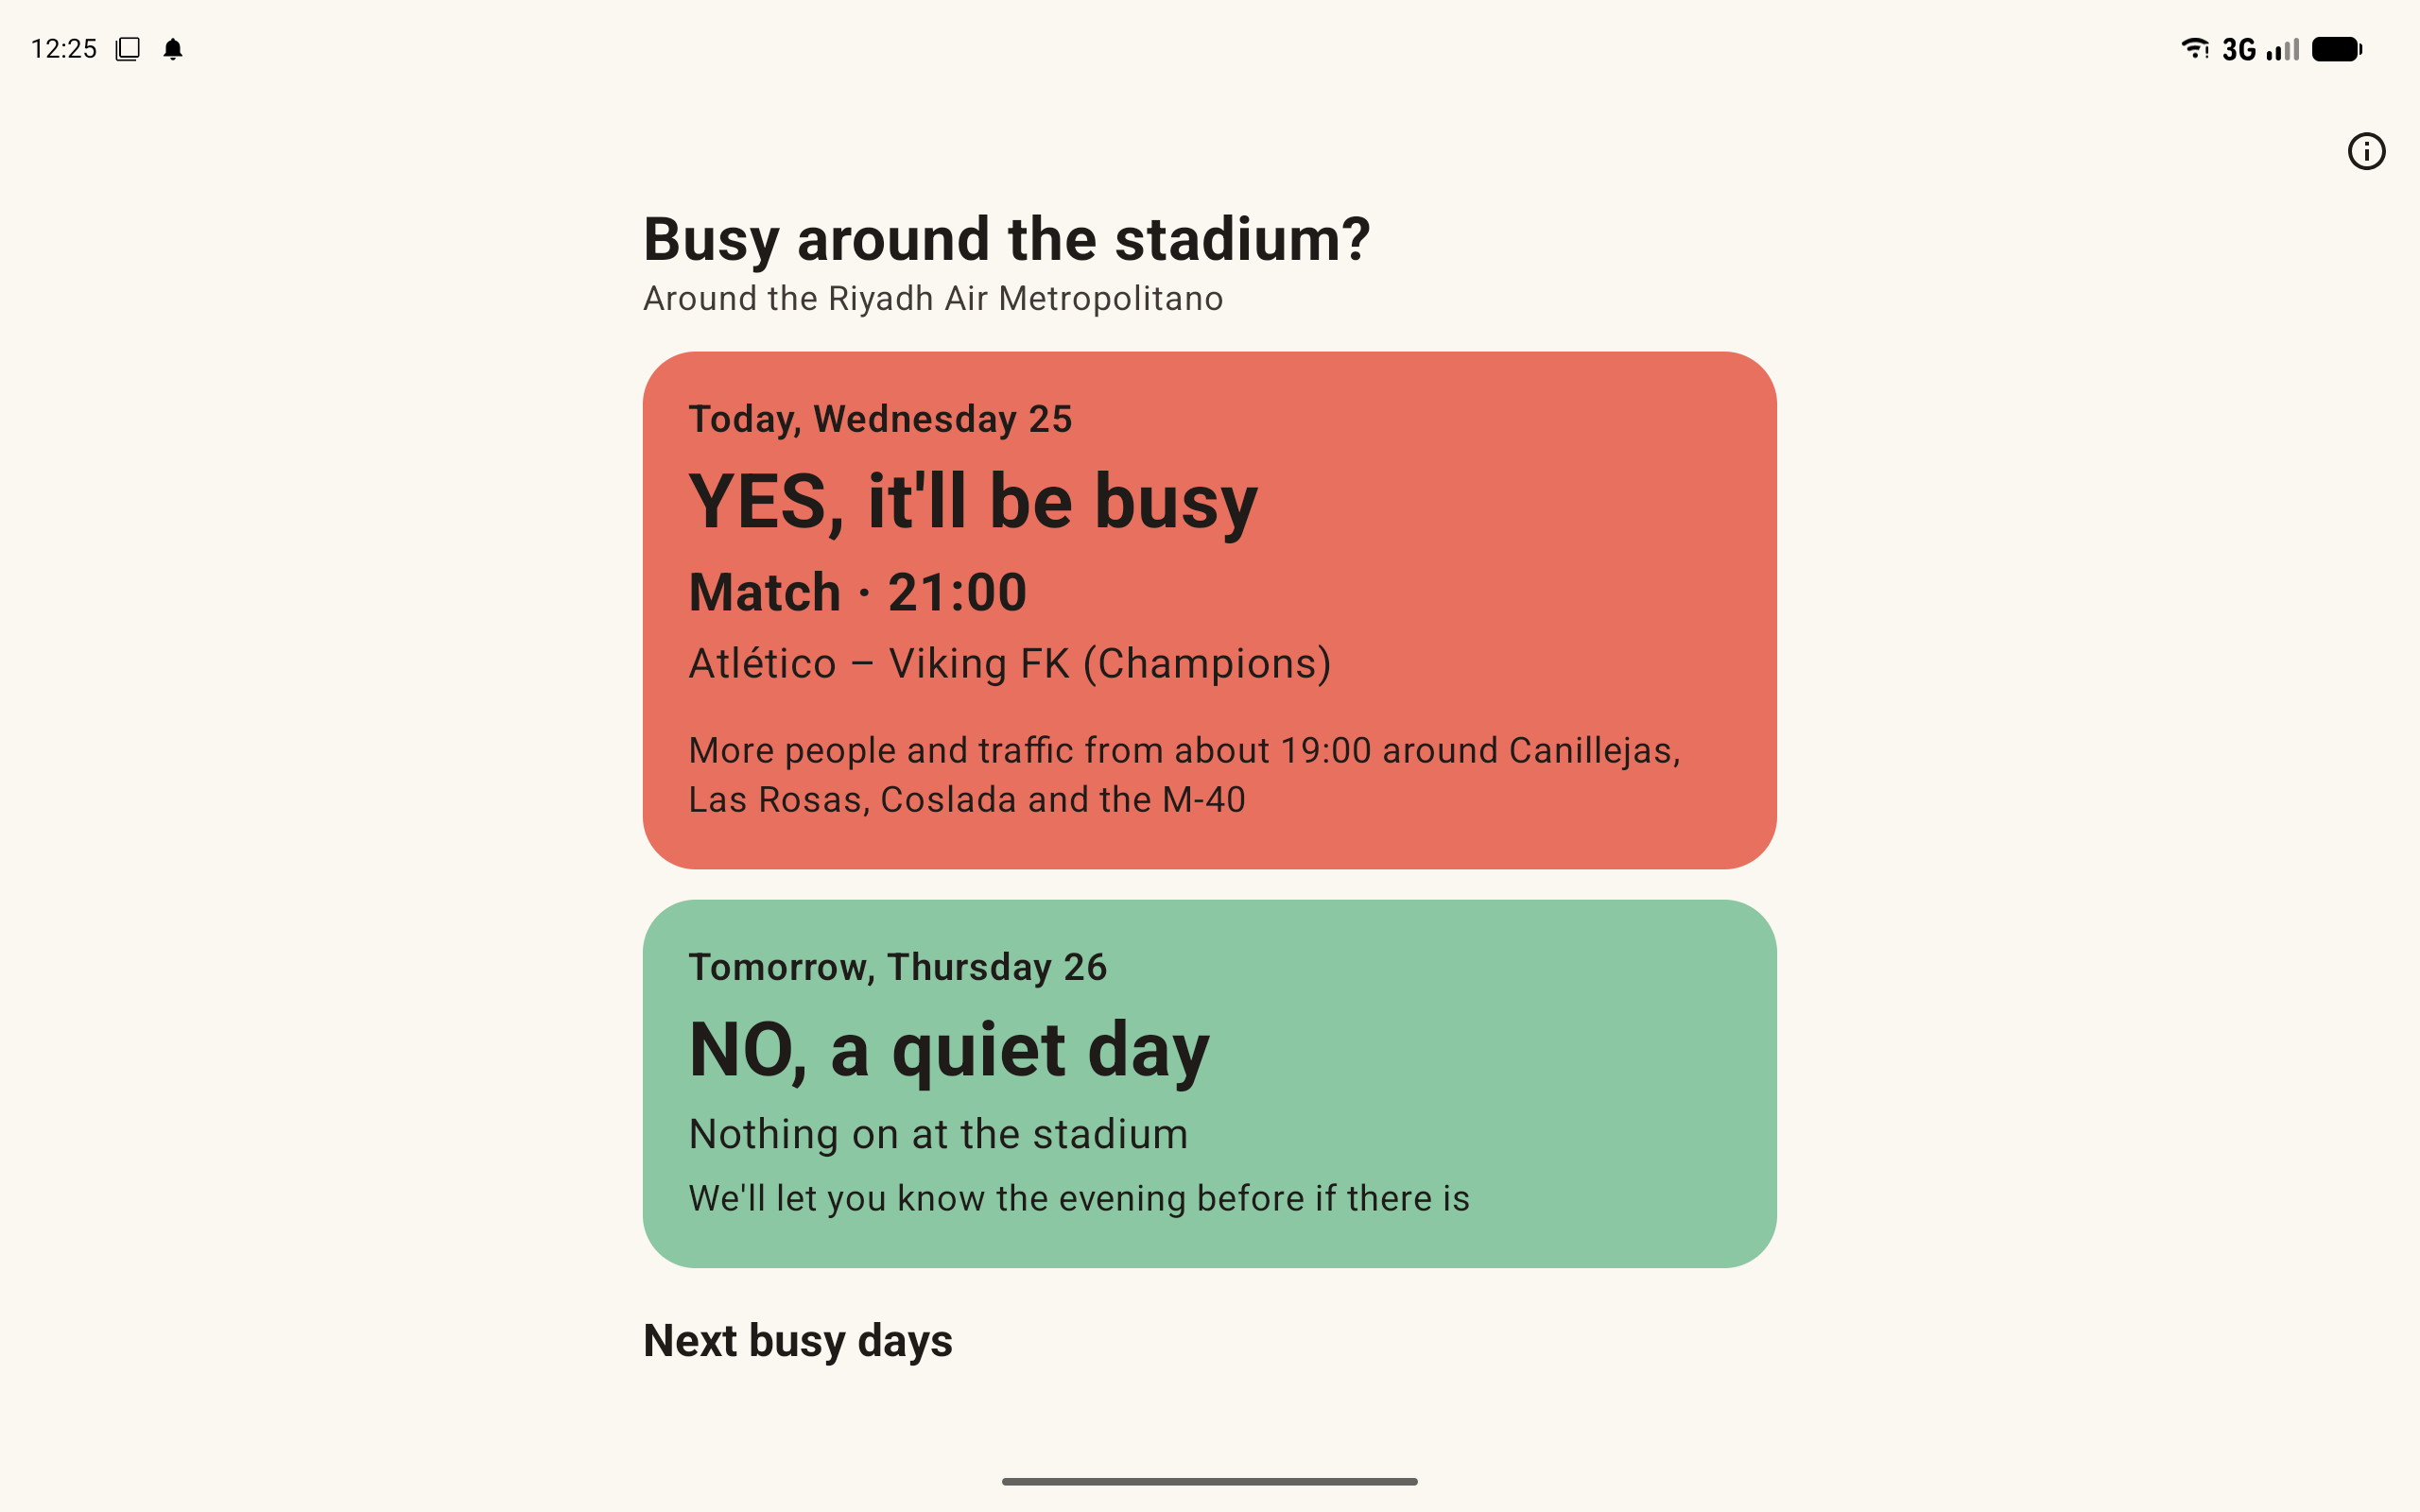 12:25
3G
Busy around the stadium?
Around the Riyadh Air Metropolitano
Today, Wednesday 25
YES, it'll be busy
Match · 21:00
Atlético – Viking FK (Champions)
More people and traffic from about 19:00 around Canillejas,
Las Rosas, Coslada and the M-40
Tomorrow, Thursday 26
NO, a quiet day
Nothing on at the stadium
We'll let you know the evening before if there is
Next busy days